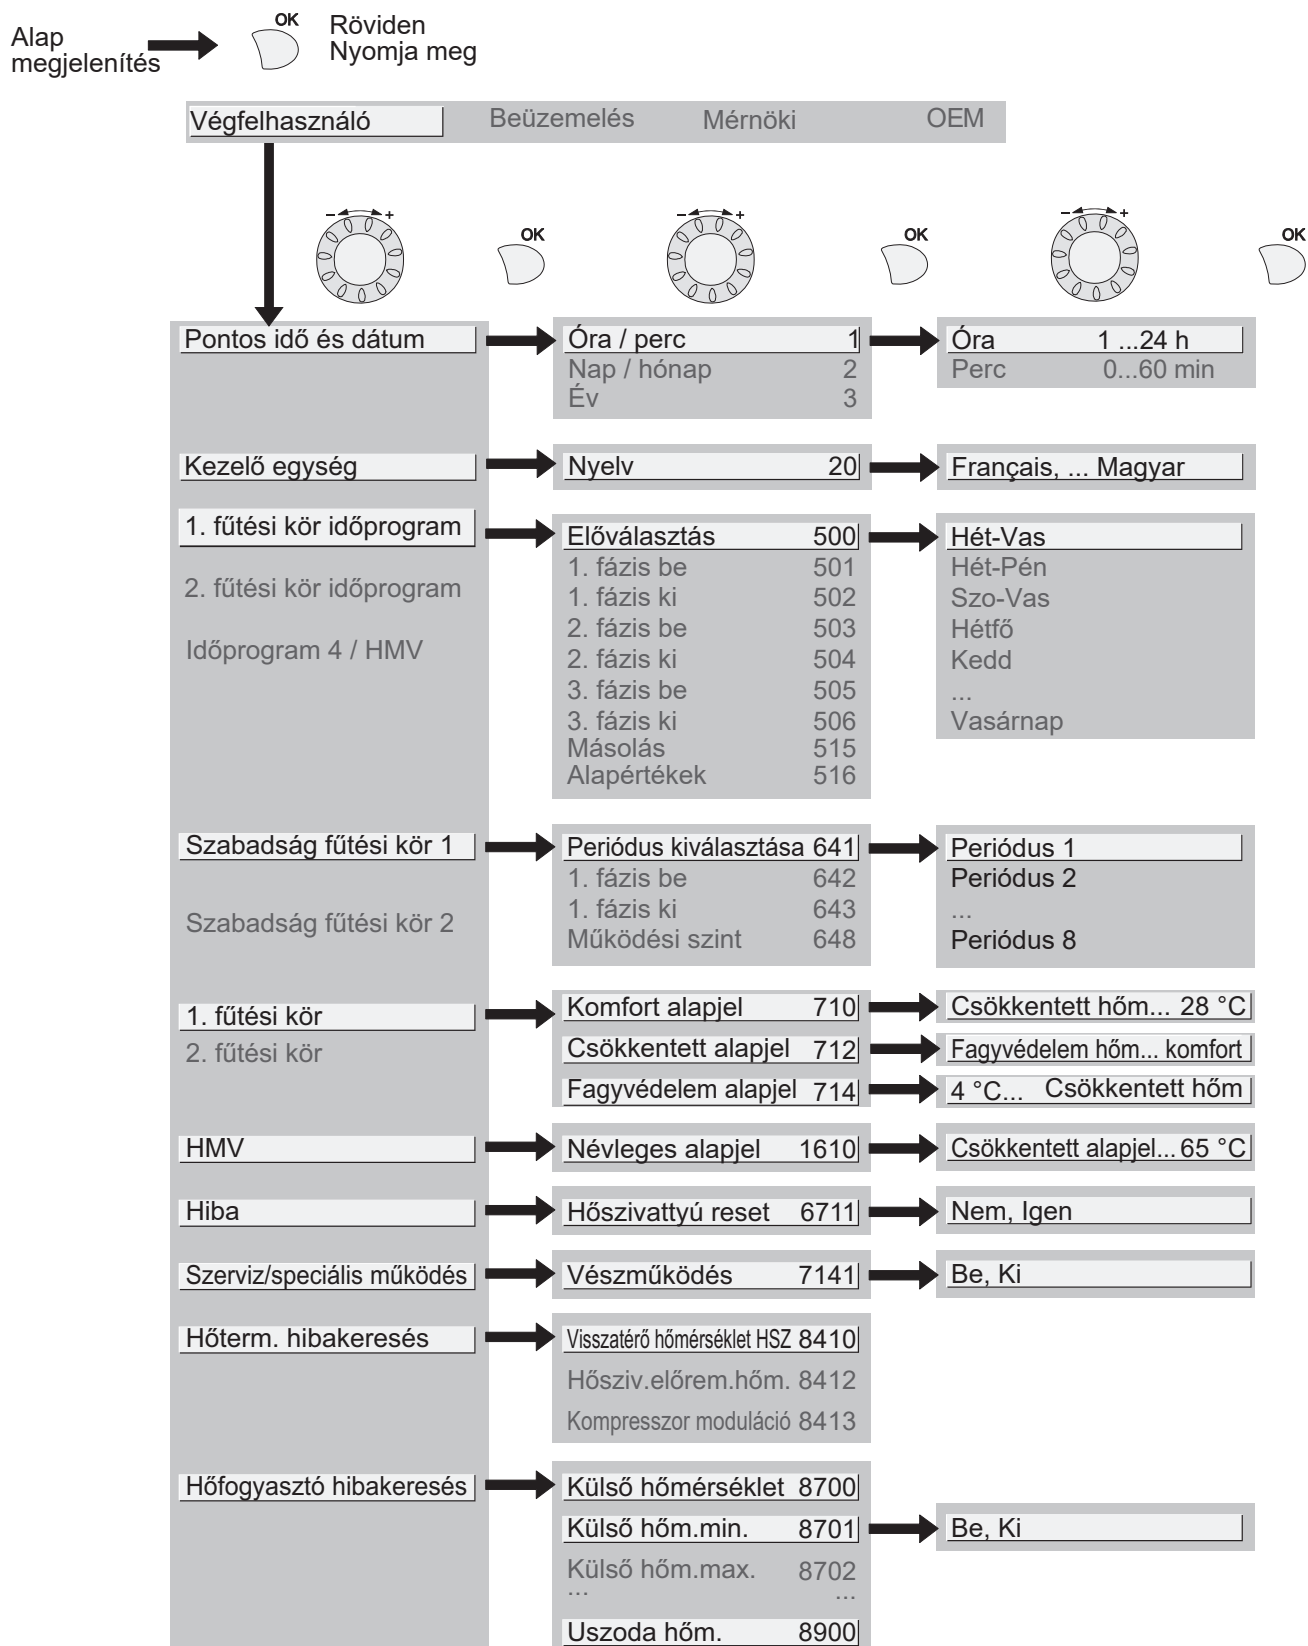 Alap
megjelenítés
OK
Röviden
Nyomja meg
Végfelhasználó Beüzemelés Mérnöki OEM
- + OK - + OK - + OK
Pontos idő és dátum Óra / perc 1 Óra 1 ...24 h
Nap / hónap 2 Perc 0...60 min
Év 3
Kezelő egység Nyelv 20 Français, ... Magyar
1. fűtési kör időprogram Előválasztás 500 Hét-Vas
1. fázis be 501 Hét-Pén
2. fűtési kör időprogram 1. fázis ki 502 Szo-Vas
2. fázis be 503 Hétfő
Időprogram 4 / HMV 2. fázis ki 504 Kedd
3. fázis be 505 ...
3. fázis ki 506 Vasárnap
Másolás 515
Alapértékek 516
Szabadság fűtési kör 1 Periódus kiválasztása 641 Periódus 1
1. fázis be 642 Periódus 2
Szabadság fűtési kör 2 1. fázis ki 643 ...
Működési szint 648 Periódus 8
1. fűtési kör Komfort alapjel 710 Csökkentett hőm... 28 °C
2. fűtési kör Csökkentett alapjel 712 Fagyvédelem hőm... komfort
Fagyvédelem alapjel 714 4 °C... Csökkentett hőm
HMV Névleges alapjel 1610 Csökkentett alapjel... 65 °C
Hiba Hőszivattyú reset 6711 Nem, Igen
Szerviz/speciális működés Vészműködés 7141 Be, Ki
Hőterm. hibakeresés Visszatérő hőmérséklet HSZ 8410
Hősziv.előrem.hőm. 8412
Kompresszor moduláció 8413
Hőfogyasztó hibakeresés Külső hőmérséklet 8700
Külső hőm.min. 8701 Be, Ki
Külső hőm.max. 8702
... ...
Uszoda hőm. 8900